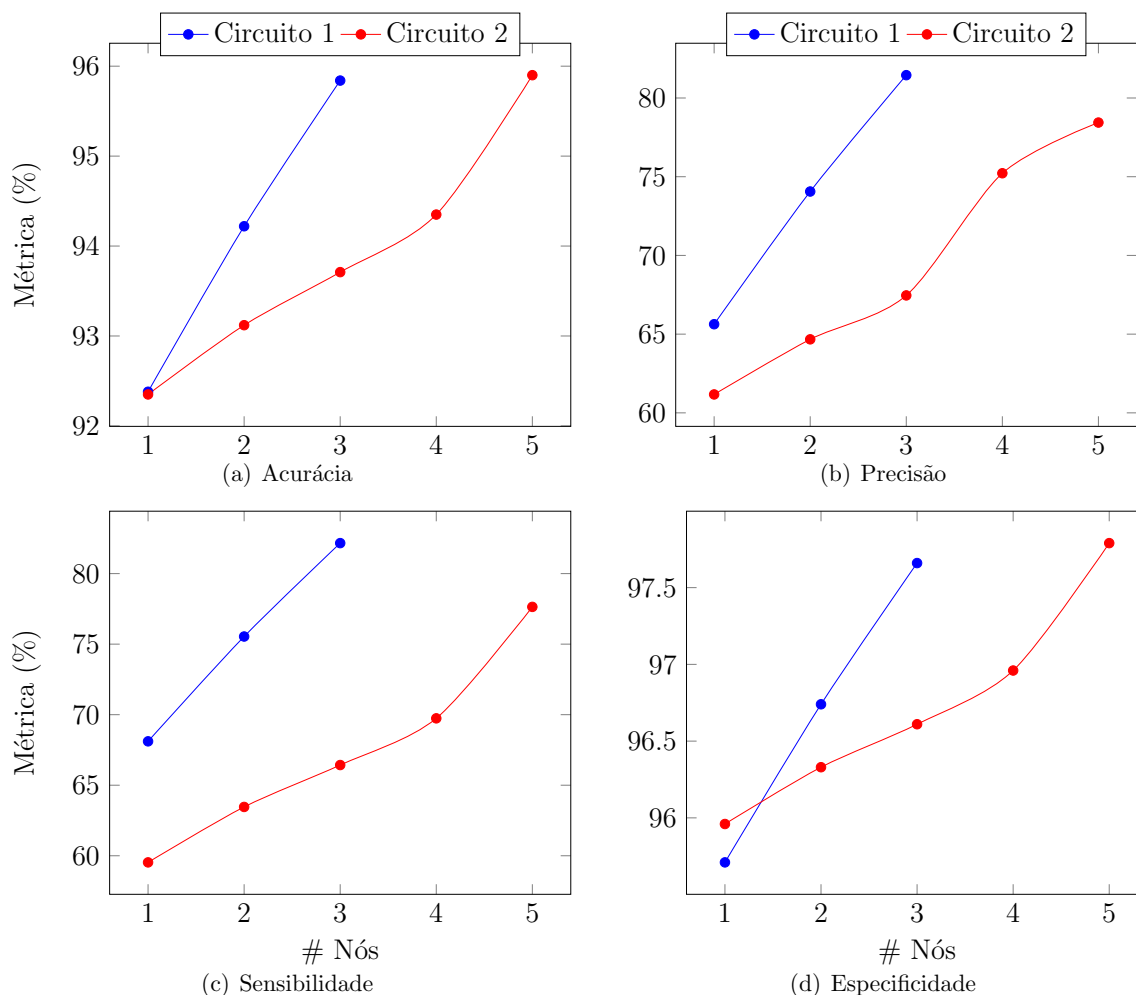 Circuito 1 Circuito 2
Circuito 1 Circuito 2
96
95
94
93
92
Métrica (%)
1 2 3 4 5
(a) Acurácia
80
75
70
65
60
1 2 3 4 5
(b) Precisão
80
75
70
65
60
Métrica (%)
1 2 3 4 5
# Nós
(c) Sensibilidade
97.5
97
96.5
96
1 2 3 4 5
# Nós
(d) Especificidade